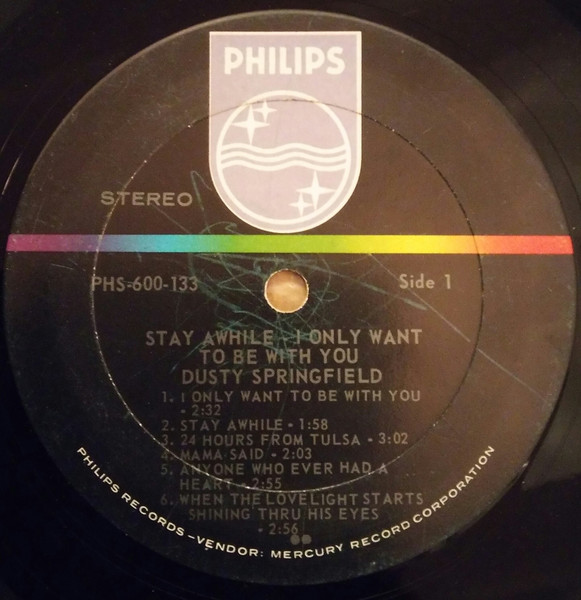 PHILIPS
STEREO
PHS-600-133
Side 1
STAY AWHILE - I ONLY WANT
TO BE WITH YOU
DUSTY SPRINGFIELD
1. I ONLY WANT TO BE WITH YOU
- 2:32
2. STAY AWHILE - 1:58
3. 24 HOURS FROM TULSA - 3:02
4. MAMA SAID - 2:03
5. ANYONE WHO EVER HAD A
HEART - 2:55
6. WHEN THE LOVELIGHT STARTS
SHINING THRU HIS EYES
- 2:56
PHILIPS RECORDS-VENDOR: MERCURY RECORD CORPORATION